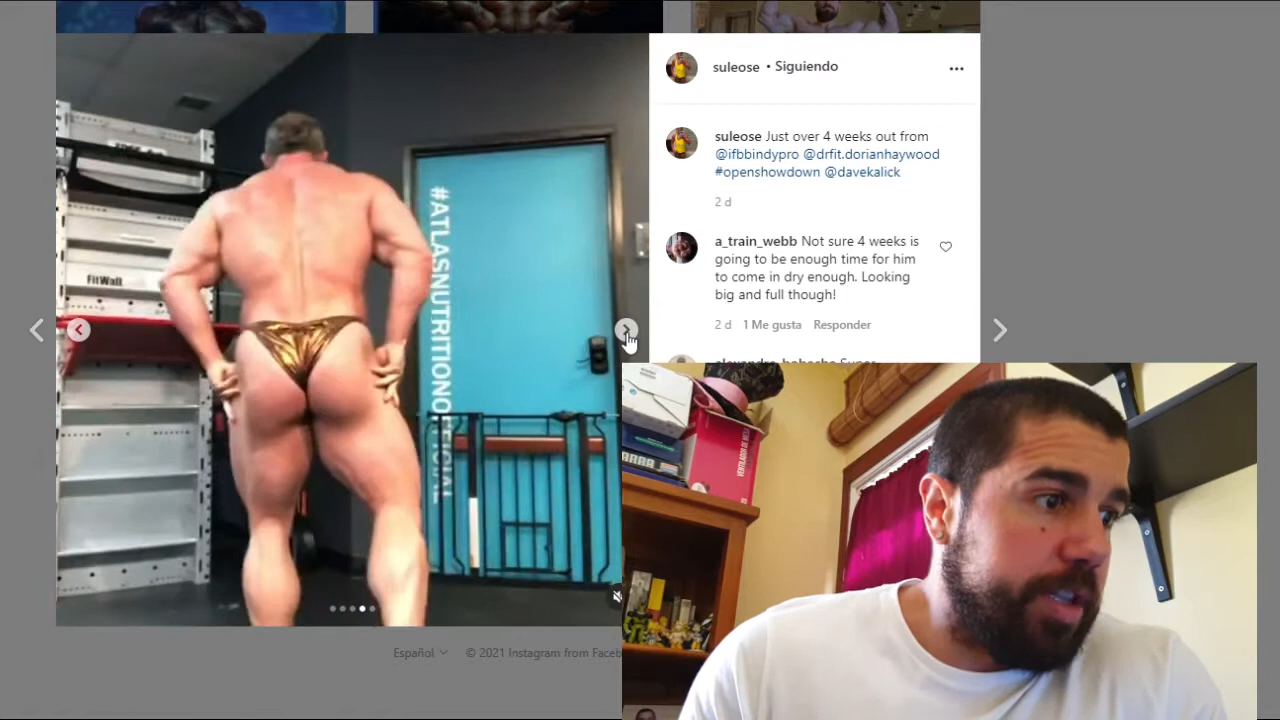 suleose • Siguiendo
suleose Just over 4 weeks out from
@ifbbindypro @drfit.dorianhaywood
#openshowdown @davekalick
2 d
a_train_webb Not sure 4 weeks is
going to be enough time for him
to come in dry enough. Looking
big and full though!
2 d 1 Me gusta Responder
#ATLASNUTRITIONOFFICIAL
FitWall
Español
© 2021 Instagram from Faceb